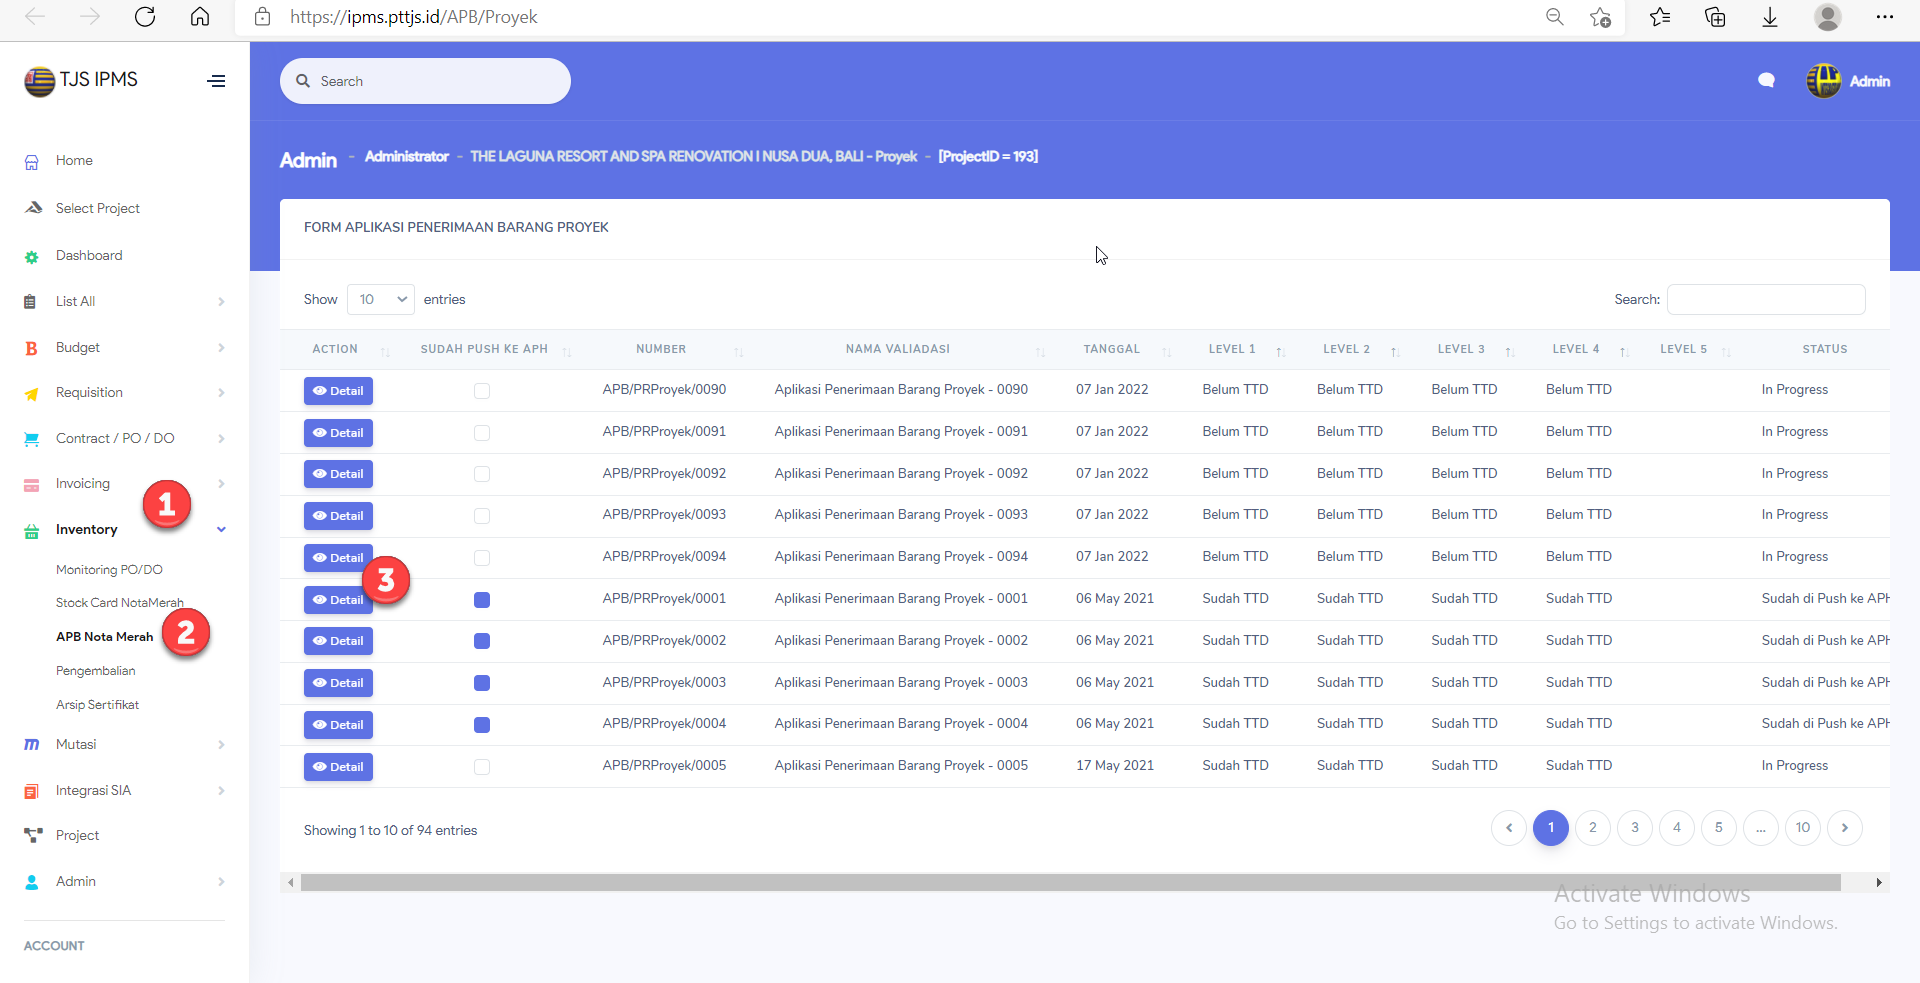 https://ipms.pttjs.id/APB/Proyek
TJS IPMS
Search
Admin
Admin - Administrator - THE LAGUNA RESORT AND SPA RENOVATION I NUSA DUA, BALI - Proyek - [ProjectID = 193]
Home
Select Project
Dashboard
List All
Budget
Requisition
Contract / PO / DO
Invoicing
1
Inventory
Monitoring PO/DO
Stock Card NotaMerah
APB Nota Merah
2
Pengembalian
Arsip Sertifikat
Mutasi
Integrasi SIA
Project
Admin
ACCOUNT
FORM APLIKASI PENERIMAAN BARANG PROYEK
Show 10 entries
Search:
ACTION SUDAH PUSH KE APH NUMBER NAMA VALIADASI TANGGAL LEVEL 1 LEVEL 2 LEVEL 3 LEVEL 4 LEVEL 5 STATUS
Detail APB/PRProyek/0090 Aplikasi Penerimaan Barang Proyek - 0090 07 Jan 2022 Belum TTD Belum TTD Belum TTD Belum TTD In Progress
Detail APB/PRProyek/0091 Aplikasi Penerimaan Barang Proyek - 0091 07 Jan 2022 Belum TTD Belum TTD Belum TTD Belum TTD In Progress
Detail APB/PRProyek/0092 Aplikasi Penerimaan Barang Proyek - 0092 07 Jan 2022 Belum TTD Belum TTD Belum TTD Belum TTD In Progress
Detail APB/PRProyek/0093 Aplikasi Penerimaan Barang Proyek - 0093 07 Jan 2022 Belum TTD Belum TTD Belum TTD Belum TTD In Progress
Detail APB/PRProyek/0094 Aplikasi Penerimaan Barang Proyek - 0094 07 Jan 2022 Belum TTD Belum TTD Belum TTD Belum TTD In Progress
3
Detail APB/PRProyek/0001 Aplikasi Penerimaan Barang Proyek - 0001 06 May 2021 Sudah TTD Sudah TTD Sudah TTD Sudah TTD Sudah di Push ke APH
Detail APB/PRProyek/0002 Aplikasi Penerimaan Barang Proyek - 0002 06 May 2021 Sudah TTD Sudah TTD Sudah TTD Sudah TTD Sudah di Push ke APH
Detail APB/PRProyek/0003 Aplikasi Penerimaan Barang Proyek - 0003 06 May 2021 Sudah TTD Sudah TTD Sudah TTD Sudah TTD Sudah di Push ke APH
Detail APB/PRProyek/0004 Aplikasi Penerimaan Barang Proyek - 0004 06 May 2021 Sudah TTD Sudah TTD Sudah TTD Sudah TTD Sudah di Push ke APH
Detail APB/PRProyek/0005 Aplikasi Penerimaan Barang Proyek - 0005 17 May 2021 Sudah TTD Sudah TTD Sudah TTD Sudah TTD In Progress
Showing 1 to 10 of 94 entries
1 2 3 4 5 ... 10
Activate Windows
Go to Settings to activate Windows.